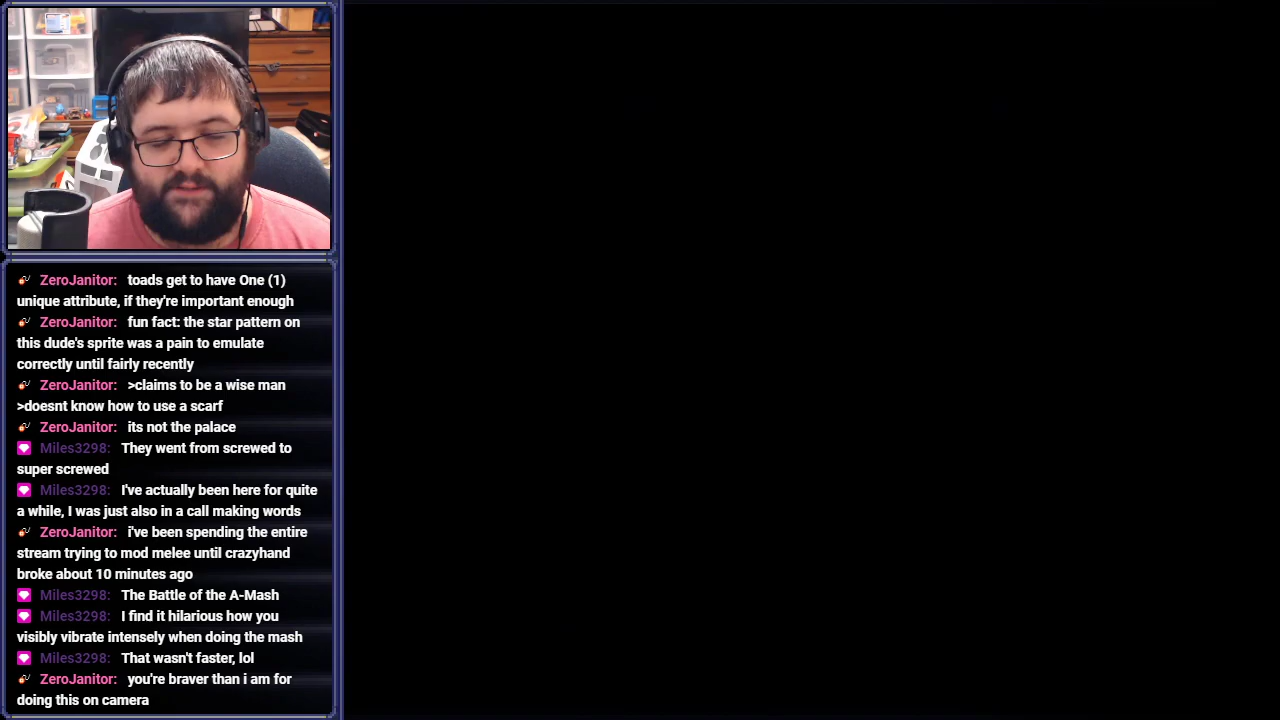 ZeroJanitor: toads get to have One (1)
unique attribute, if they're important enough
ZeroJanitor: fun fact: the star pattern on
this dude's sprite was a pain to emulate
correctly until fairly recently
ZeroJanitor: >claims to be a wise man
>doesnt know how to use a scarf
ZeroJanitor: its not the palace
Miles3298: They went from screwed to
super screwed
Miles3298: I've actually been here for quite
a while, I was just also in a call making words
ZeroJanitor: i've been spending the entire
stream trying to mod melee until crazyhand
broke about 10 minutes ago
Miles3298: The Battle of the A-Mash
Miles3298: I find it hilarious how you
visibly vibrate intensely when doing the mash
Miles3298: That wasn't faster, lol
ZeroJanitor: you're braver than i am for
doing this on camera